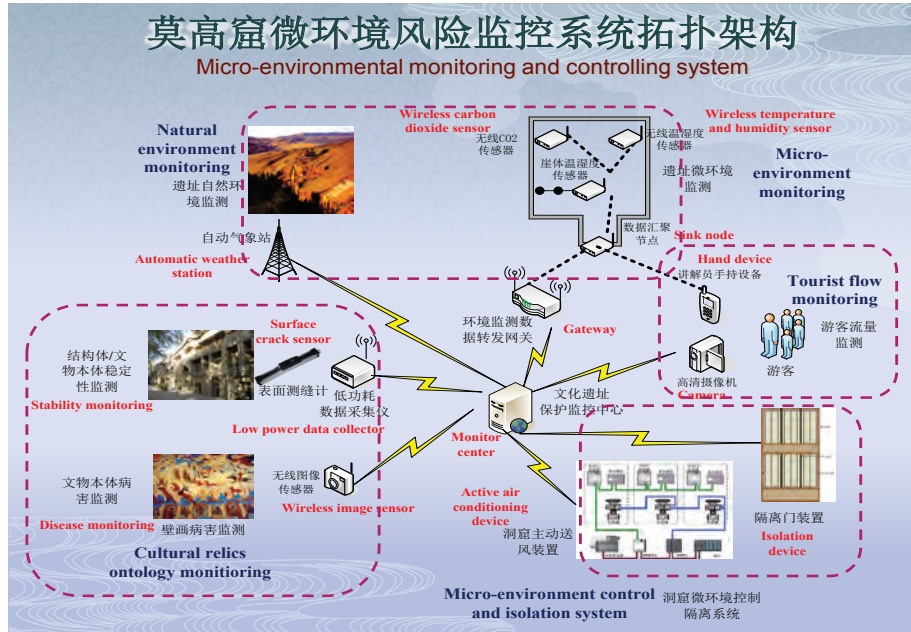 莫高窟微环境风险监控系统拓扑架构
Micro-environmental monitoring and controlling system
Natural
environment
monitoring
遗址自然环
境监测
自动气象站
Automatic weather
station
Wireless carbon
dioxide sensor
无线CO2
传感器
无线温湿度
传感器
崖体温湿度
传感器
Wireless temperature
and humidity sensor
Micro-
environment
monitoring
遗址微环境
监测
数据汇聚
节点
Sink node
Hand device
讲解员手持设备
Tourist flow
monitoring
游客流量
监测
游客
高清摄像机
Camera
环境监测数
据转发网关
Gateway
Surface
crack sensor
结构体/文
物本体稳定
性监测
Stability monitoring
表面测缝计
低功耗
数据采集仪
Low power data collector
文化遗址
保护监控中心
Monitor
center
文物本体病
害监测
Disease monitoring
壁画病害监测
无线图像
传感器
Wireless image sensor
Cultural relics
ontology monitioring
Active air
conditioning
device
洞窟主动送
风装置
隔离门装置
Isolation
device
Micro-environment control
and isolation system
洞窟微环境控制
隔离系统